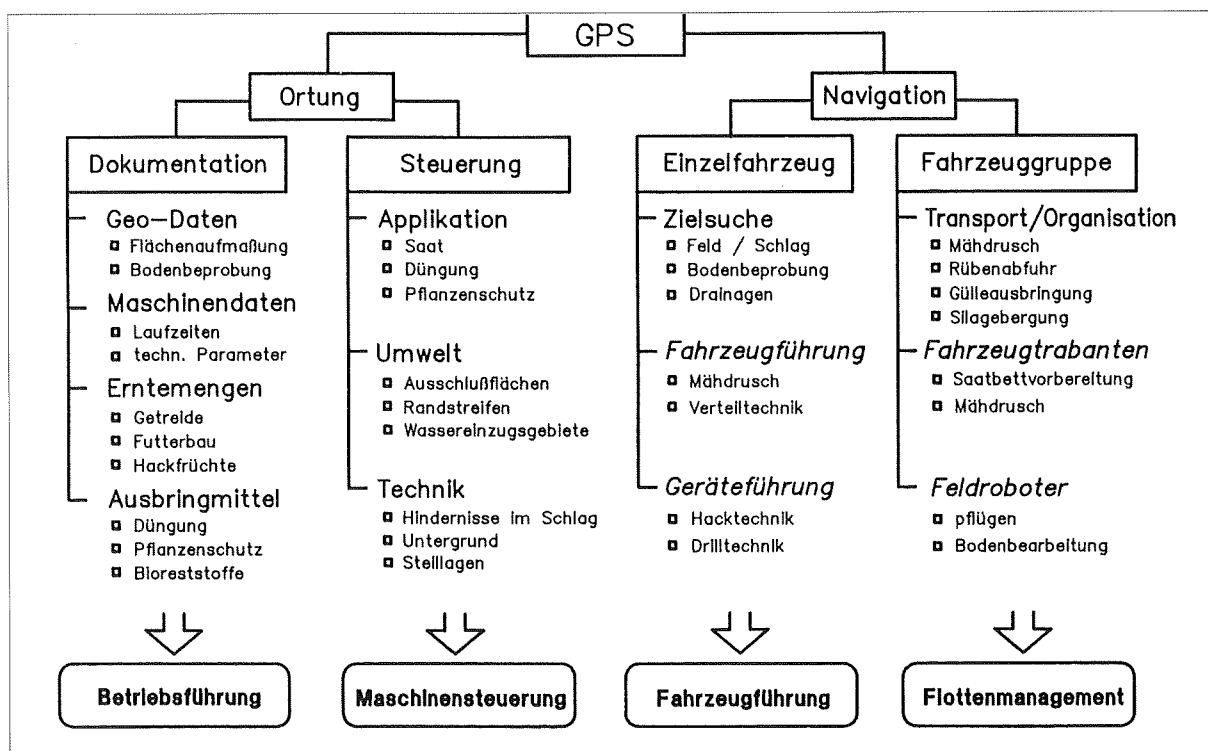 GPS
Ortung
Navigation
Dokumentation
Steuerung
Einzelfahrzeug
Fahrzeuggruppe
Geo-Daten
Flächenaufmaßung
Bodenbeprobung
Maschinendaten
Laufzeiten
techn. Parameter
Erntemengen
Getreide
Futterbau
Hackfrüchte
Ausbringmittel
Düngung
Pflanzenschutz
Bioreststoffe
Betriebsführung
Applikation
Saat
Düngung
Pflanzenschutz
Umwelt
Ausschlußflächen
Randstreifen
Wassereinzugsgebiete
Technik
Hindernisse im Schlag
Untergrund
Steillagen
Maschinensteuerung
Zielsuche
Feld / Schlag
Bodenbeprobung
Drainagen
Fahrzeugführung
Mähdrusch
Verteiltechnik
Geräteführung
Hacktechnik
Drilltechnik
Fahrzeugführung
Transport/Organisation
Mähdrusch
Rübenabfuhr
Gülleausbringung
Silagebergung
Fahrzeugtrabanten
Saatbettvorbereitung
Mähdrusch
Feldroboter
pflügen
Bodenbearbeitung
Flottenmanagement